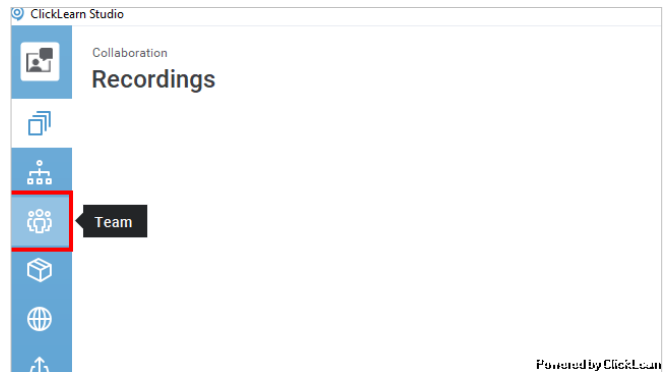 ClickLearn Studio
Collaboration
Recordings
Team
Powered by ClickLearn